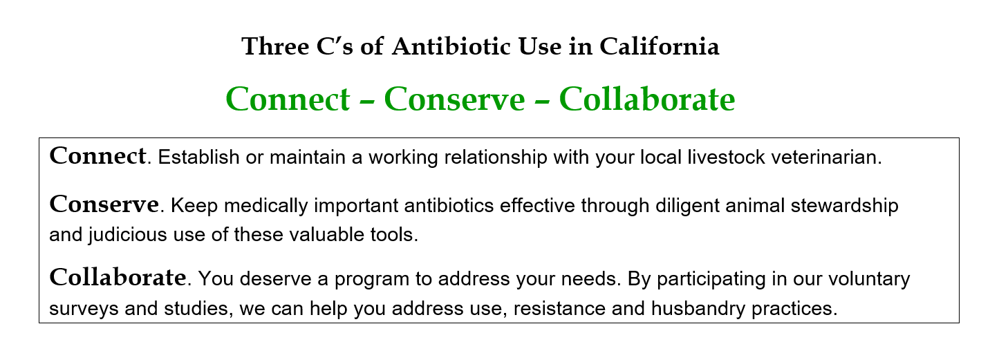 Three C’s of Antibiotic Use in California
Connect – Conserve – Collaborate
Connect. Establish or maintain a working relationship with your local livestock veterinarian.
Conserve. Keep medically important antibiotics effective through diligent animal stewardship
and judicious use of these valuable tools.
Collaborate. You deserve a program to address your needs. By participating in our voluntary
surveys and studies, we can help you address use, resistance and husbandry practices.